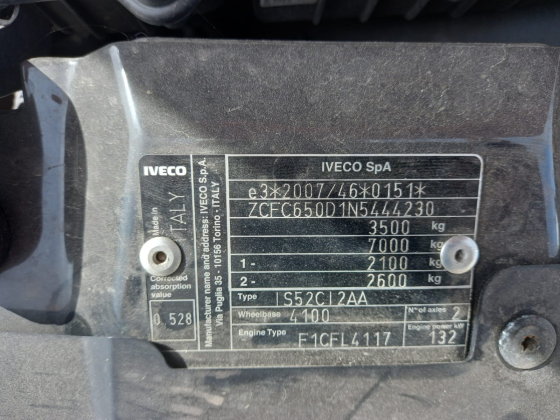 IVECO
Made in
ITALY
Corrected
absorption
value
0.528
Manufacturer name and address: IVECO S.p.A.
Via Puglia 35 - 10156 Torino - ITALY
IVECO SpA
e3*2007/46*0151*
ZCFC650D1N5444230
3500 kg
7000 kg
1- 2100 kg
2- 2600 kg
Type IS52CI2AA
Wheelbase 4100 N° of axles 2
Engine Type F1CFL4117 Engine power kW 132